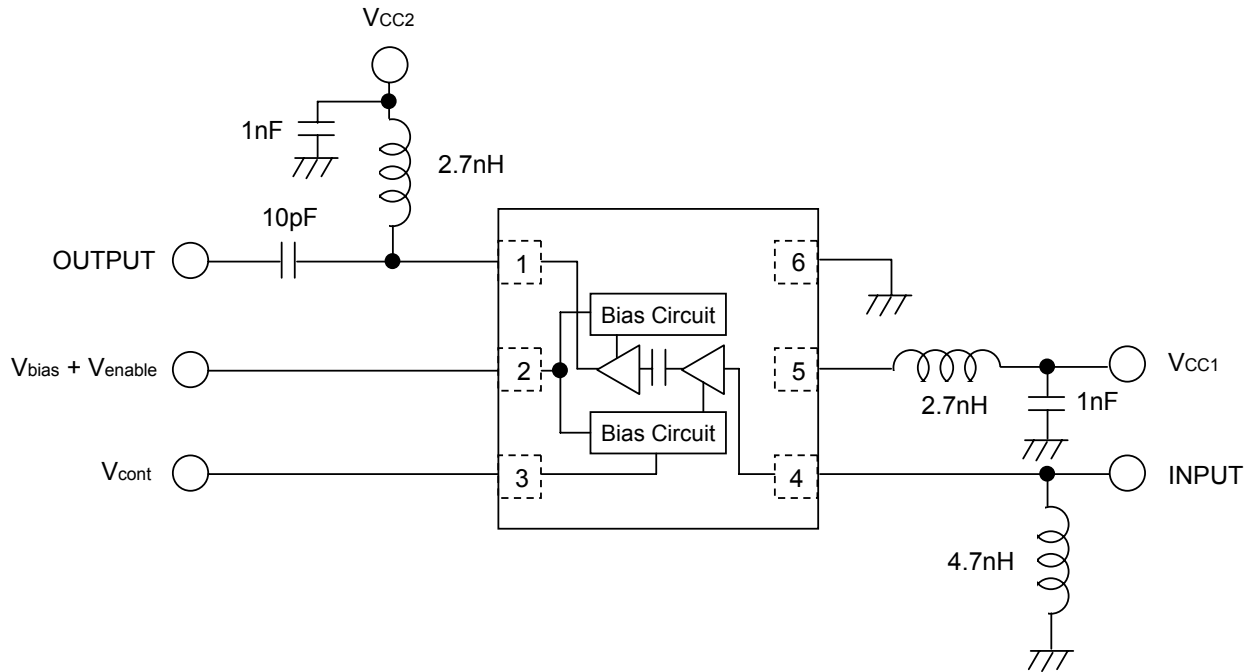 VCC2
1nF
2.7nH
10pF
OUTPUT
1
6
Bias Circuit
Vbias + Venable
2
5
VCC1
2.7nH
1nF
Bias Circuit
Vcont
3
4
INPUT
4.7nH